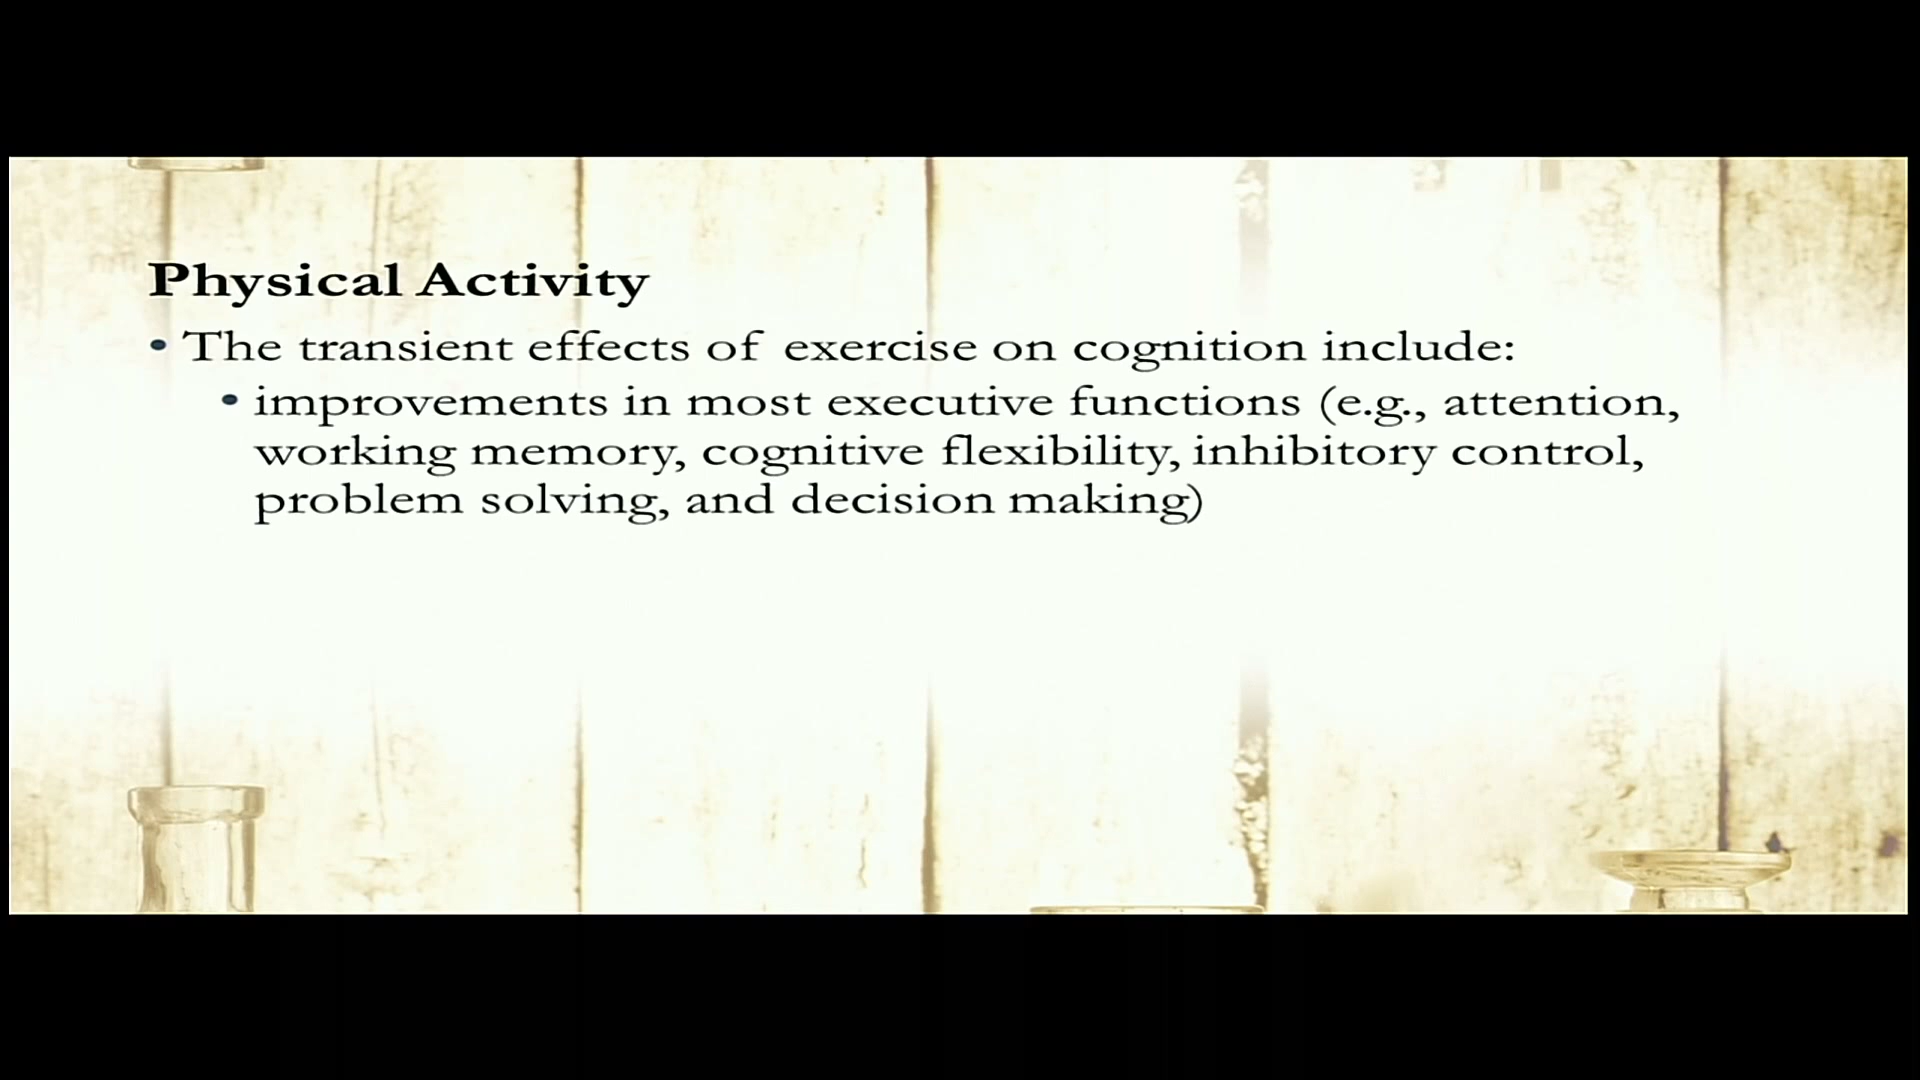 Physical Activity
• The transient effects of exercise on cognition include:
• improvements in most executive functions (e.g., attention,
working memory, cognitive flexibility, inhibitory control,
problem solving, and decision making)